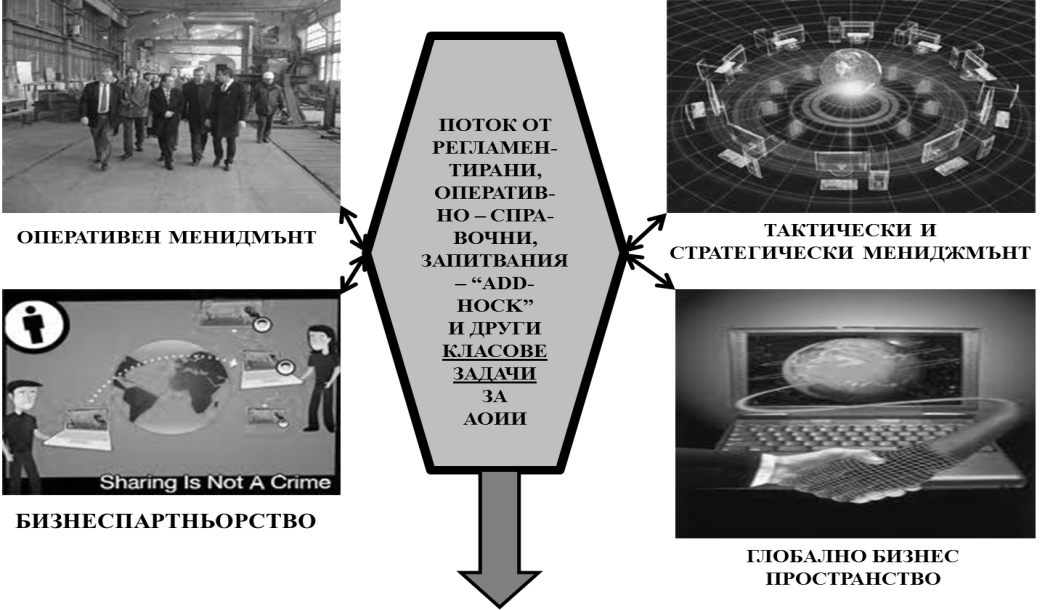 ОПЕРАТИВЕН МЕНИДМЪНТ
Sharing Is Not A Crime
БИЗНЕСПАРТНЬОРСТВО
ПОТОК ОТ
РЕГЛАМЕН-
ТИРАНИ,
ОПЕРАТИВ-
НО – СПРА-
ВОЧНИ,
ЗАПИТВАНИЯ
– “ADD-
HOCK”
И ДРУГИ
КЛАСОВЕ
ЗАДАЧИ
ЗА
АОИИ
ТАКТИЧЕСКИ И
СТРАТЕГИЧЕСКИ МЕНИДЖМЪНТ
ГЛОБАЛНО БИЗНЕС
ПРОСТРАНСТВО